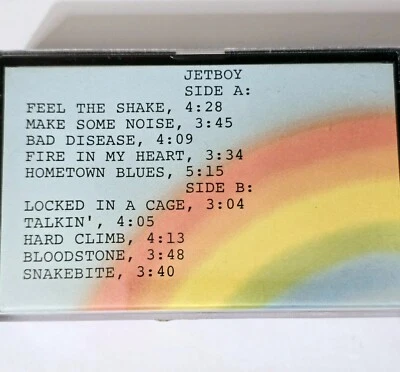 JETBOY
SIDE A:
FEEL THE SHAKE, 4:28
MAKE SOME NOISE, 3:45
BAD DISEASE, 4:09
FIRE IN MY HEART, 3:34
HOMETOWN BLUES, 5:15
SIDE B:
LOCKED IN A CAGE, 3:04
TALKIN', 4:05
HARD CLIMB, 4:13
BLOODSTONE, 3:48
SNAKEBITE, 3:40